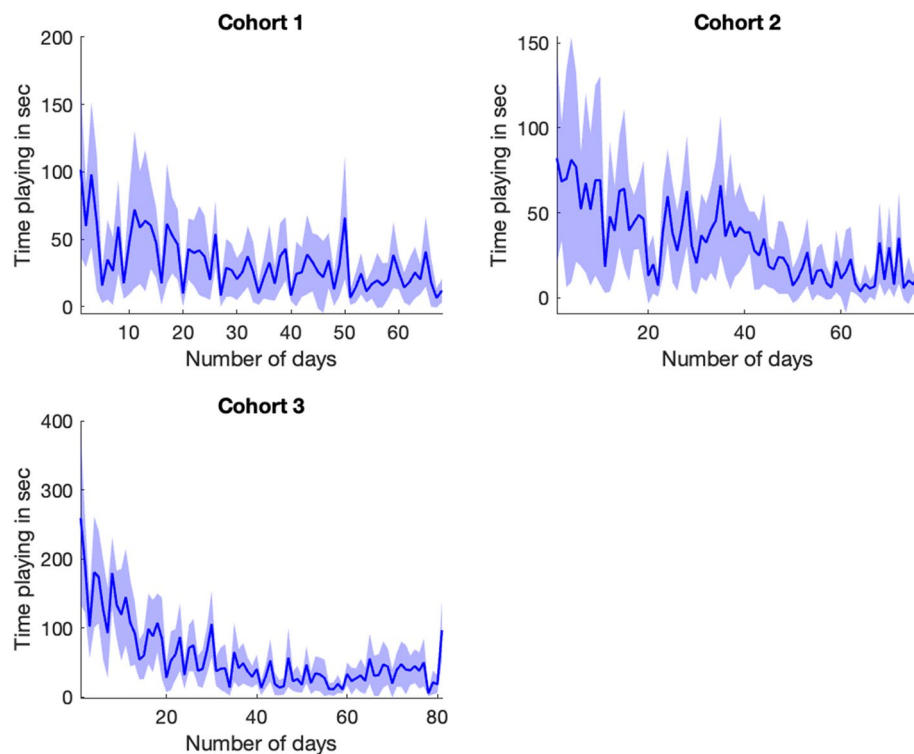 Cohort 1
200
150
100
50
0
Time playing in sec
10 20 30 40 50 60
Number of days
Cohort 2
150
100
50
0
Time playing in sec
20 40 60
Number of days
Cohort 3
400
300
200
100
0
Time playing in sec
20 40 60 80
Number of days